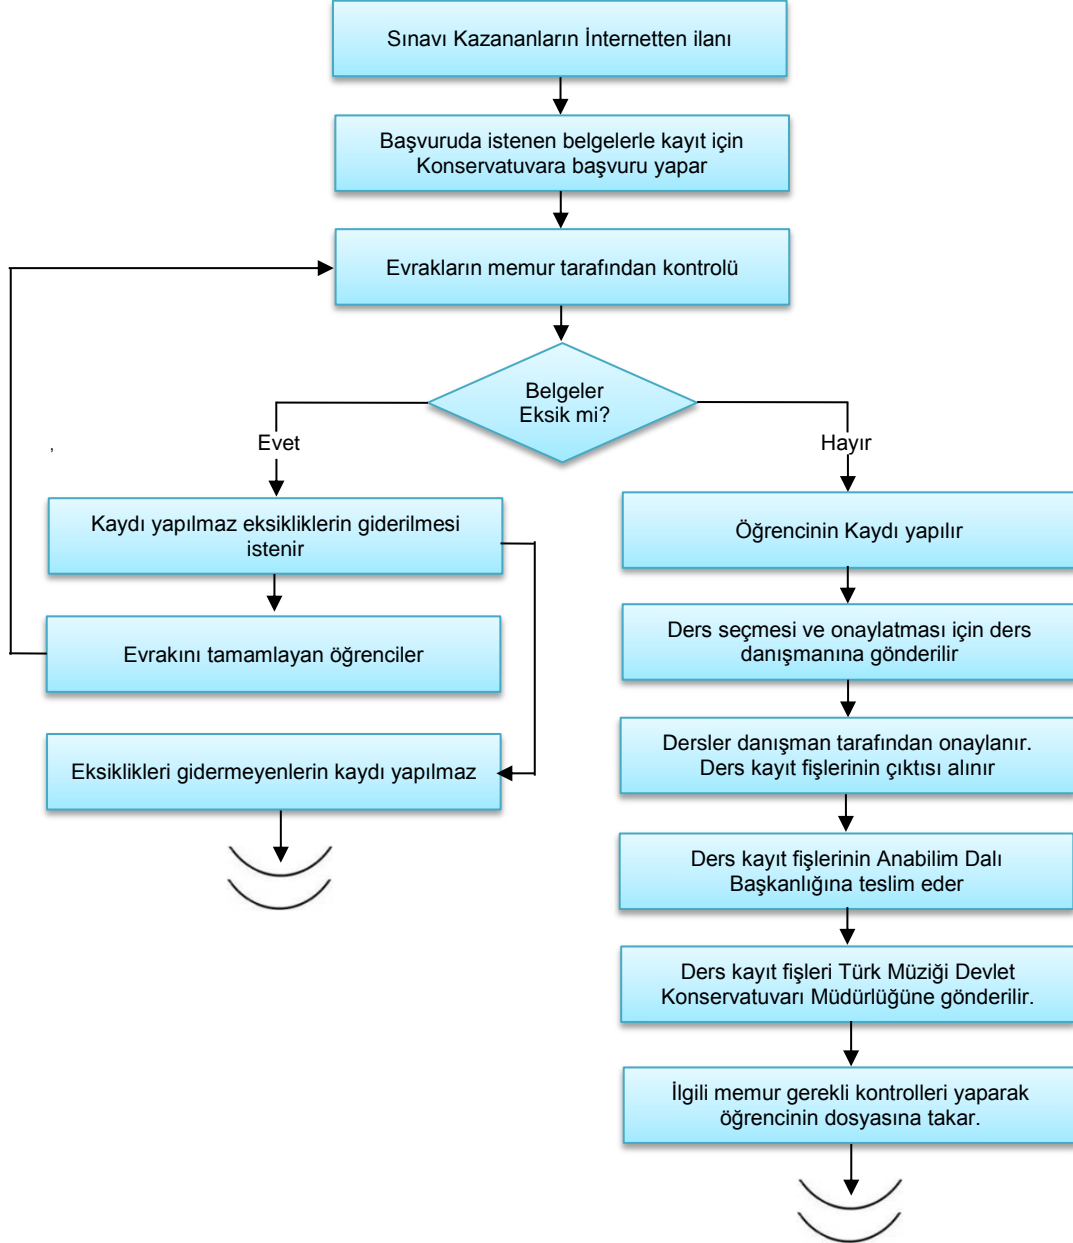 Sınavı Kazananların İnternetten ilanı
Başvuruda istenen belgelerle kayıt için
Konservatuvara başvuru yapar
Evrakların memur tarafından kontrolü
Belgeler
Eksik mi?
Evet
Hayır
,
Kaydı yapılmaz eksikliklerin giderilmesi
istenir
Evrakını tamamlayan öğrenciler
Eksiklikleri gidermeyenlerin kaydı yapılmaz
Öğrencinin Kaydı yapılır
Ders seçmesi ve onaylatması için ders
danışmanına gönderilir
Dersler danışman tarafından onaylanır.
Ders kayıt fişlerinin çıktısı alınır
Ders kayıt fişlerinin Anabilim Dalı
Başkanlığına teslim eder
Ders kayıt fişleri Türk Müziği Devlet
Konservatuvarı Müdürlüğüne gönderilir.
İlgili memur gerekli kontrolleri yaparak
öğrencinin dosyasına takar.